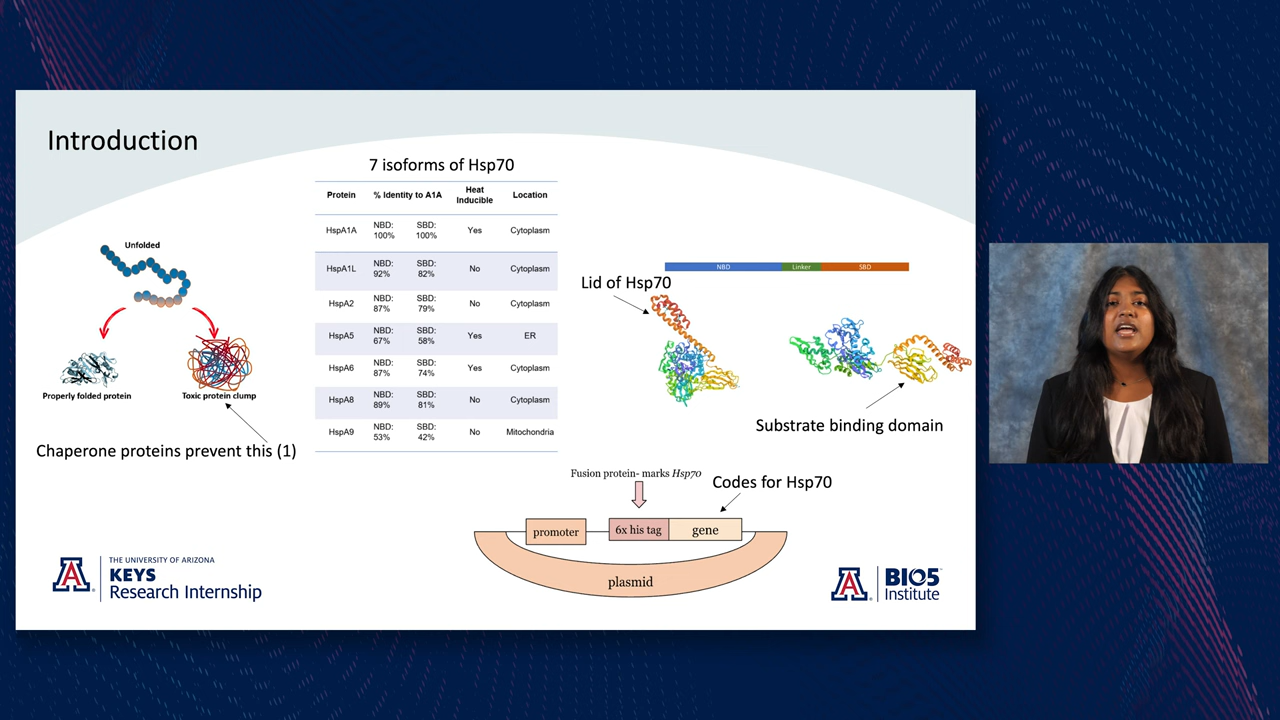 Introduction
7 isoforms of Hsp70
Protein % Identity to A1A Heat Inducible Location
HspA1A NBD: 100% SBD: 100% Yes Cytoplasm
HspA1L NBD: 92% SBD: 82% No Cytoplasm
HspA2 NBD: 87% SBD: 79% No Cytoplasm
HspA5 NBD: 67% SBD: 58% Yes ER
HspA6 NBD: 87% SBD: 74% Yes Cytoplasm
HspA8 NBD: 89% SBD: 81% No Cytoplasm
HspA9 NBD: 53% SBD: 42% No Mitochondria
Unfolded
Properly folded protein
Toxic protein clump
Chaperone proteins prevent this (1)
NBD Linker SBD
Lid of Hsp70
Substrate binding domain
Fusion protein- marks Hsp70
Codes for Hsp70
promoter
6x his tag
gene
plasmid
A
THE UNIVERSITY OF ARIZONA
KEYS
Research Internship
A
BIO5
Institute